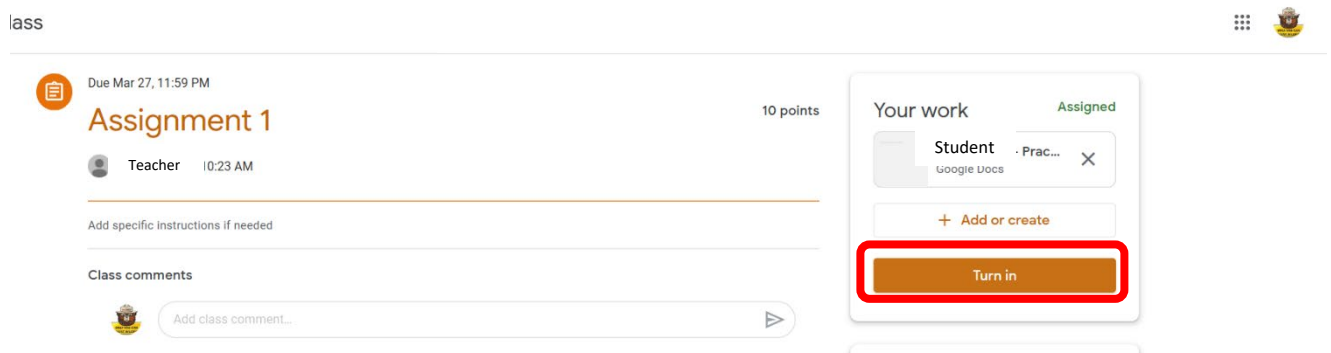 lass
Due Mar 27, 11:59 PM
Assignment 1
10 points
Teacher 10:23 AM
Add specific instructions if needed
Class comments
Add class comment...
Your work
Assigned
Student - Prac...
Google Docs
+ Add or create
Turn in